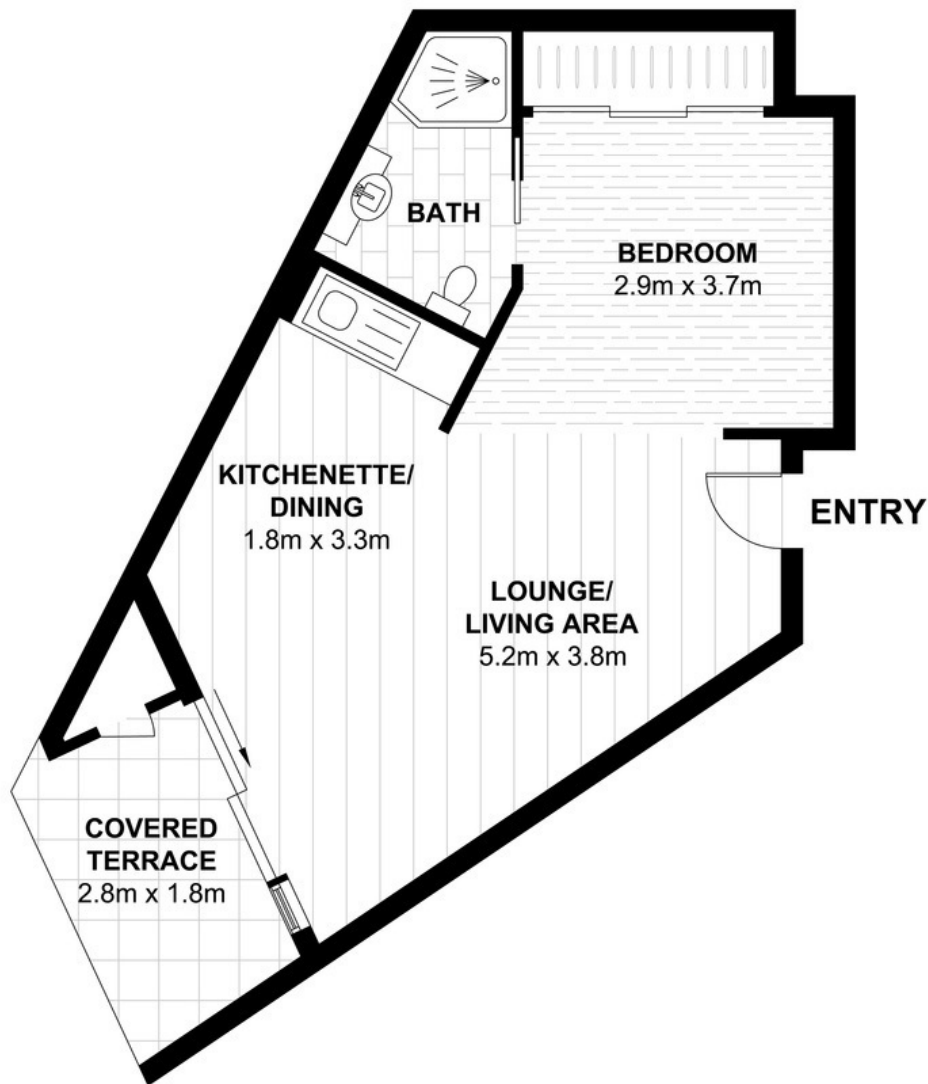 BATH
BEDROOM
2.9m x 3.7m
KITCHENETTE/
DINING
1.8m x 3.3m
ENTRY
LOUNGE/
LIVING AREA
5.2m x 3.8m
COVERED
TERRACE
2.8m x 1.8m